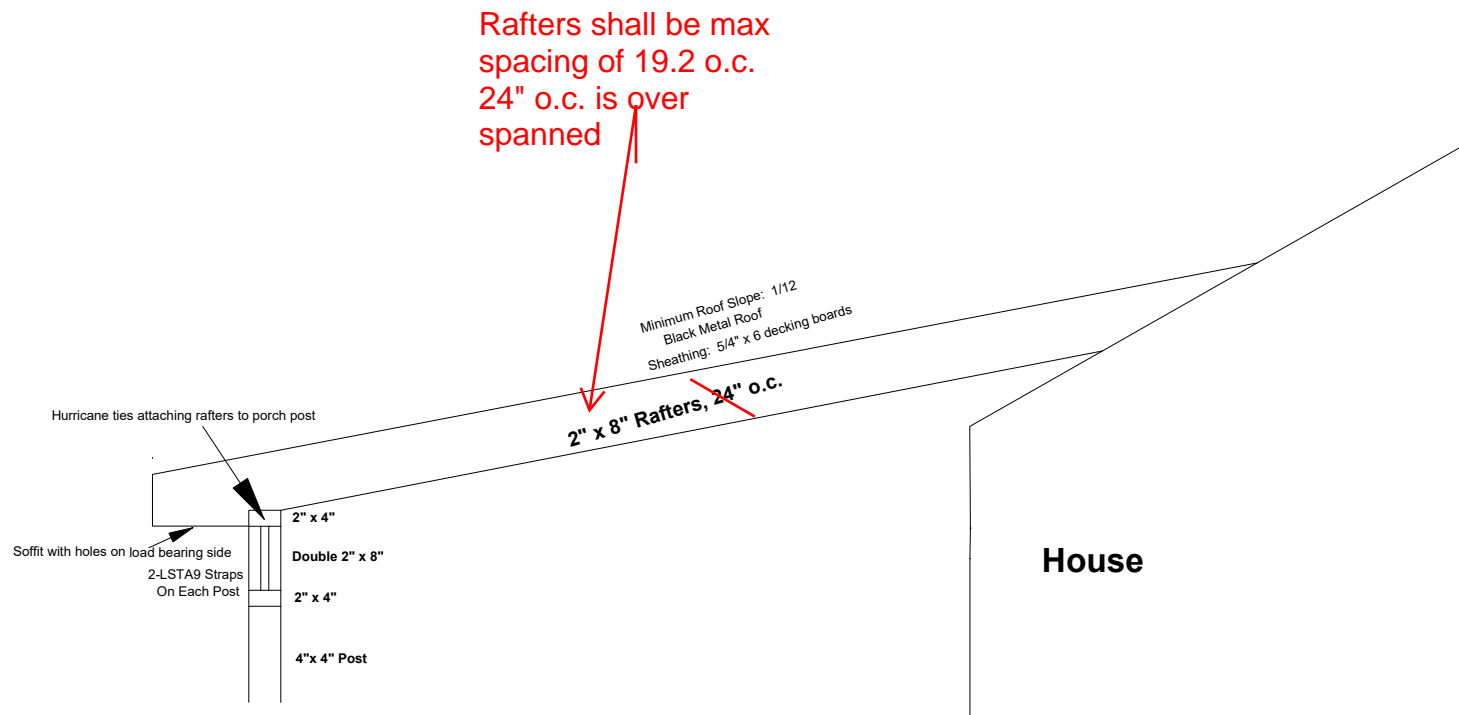 Rafters shall be max
spacing of 19.2 o.c.
24" o.c. is over
spanned
Minimum Roof Slope: 1/12
Black Metal Roof
Sheathing: 5/4" x 6 decking boards
2" x 8" Rafters, 24" o.c.
Hurricane ties attaching rafters to porch post
2" x 4"
Soffit with holes on load bearing side
Double 2" x 8"
2-LSTA9 Straps
On Each Post
2" x 4"
4"x 4" Post
House